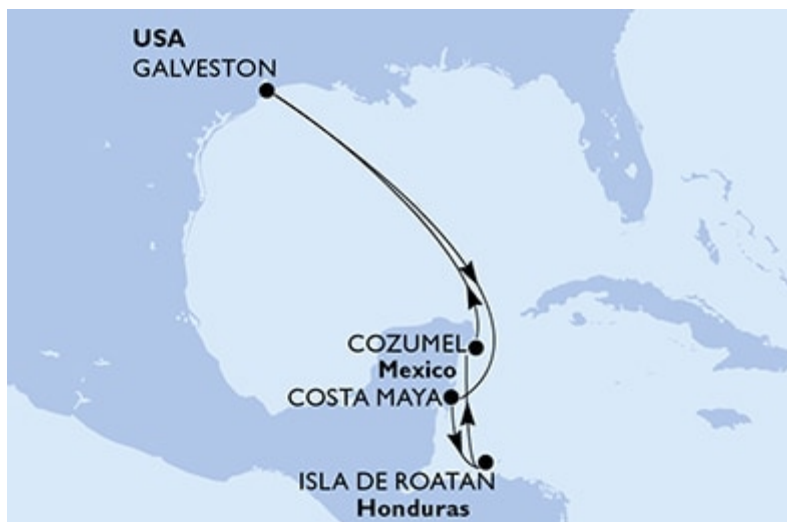 USA
GALVESTON
COZUMEL
Mexico
COSTA MAYA
ISLA DE ROATAN
Honduras